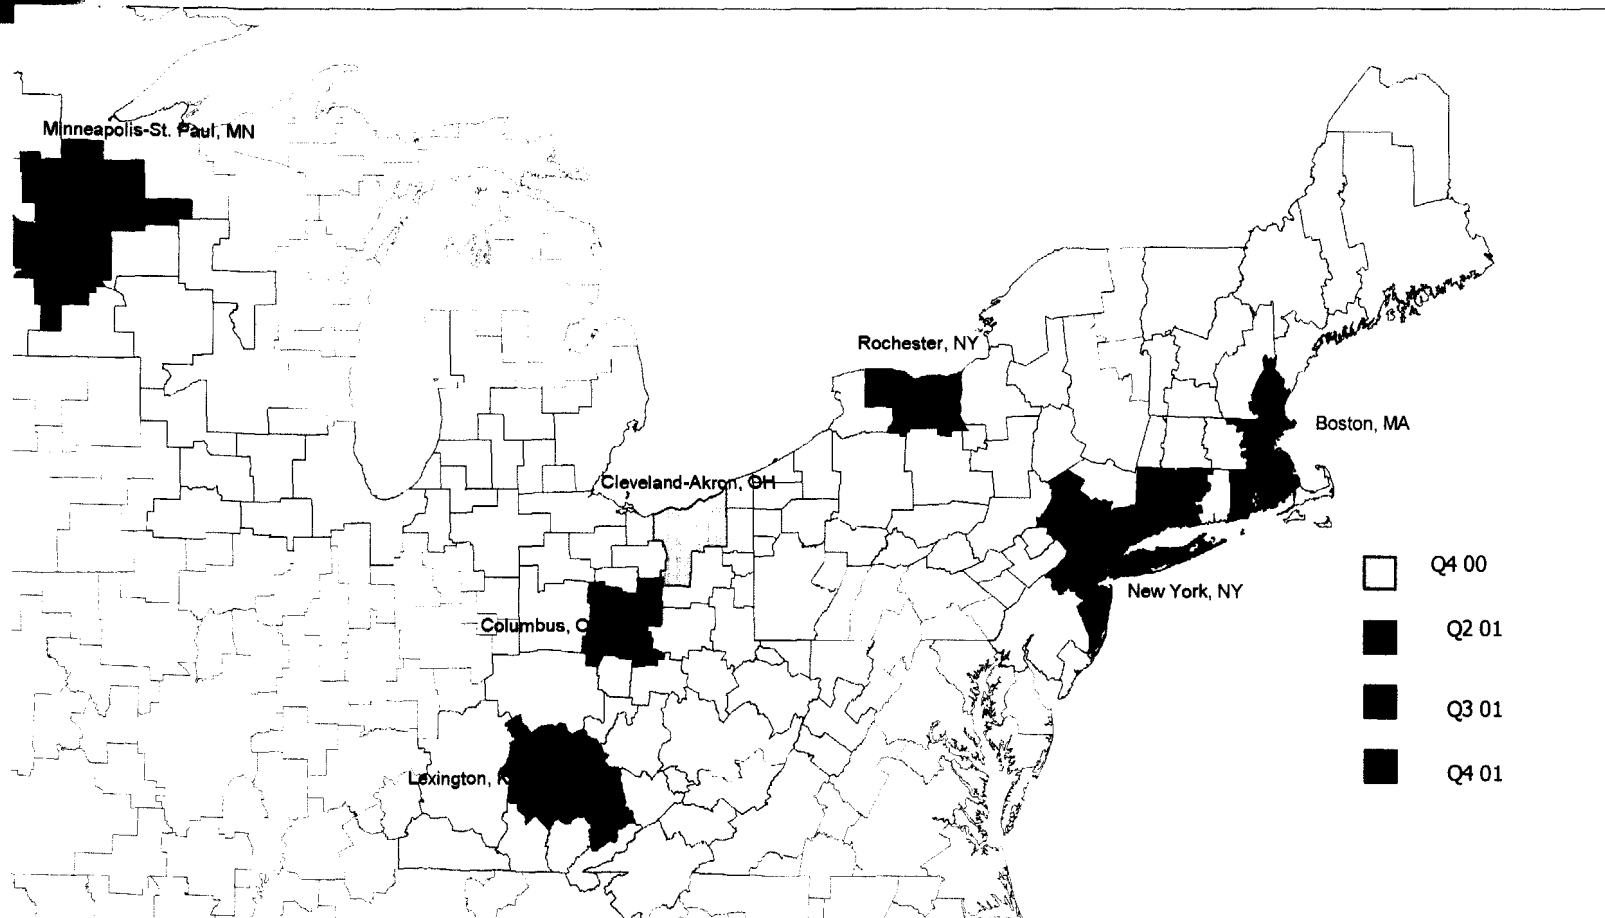 Minneapolis-St. Paul, MN
Rochester, NY
Boston, MA
Cleveland-Akron, OH
Q4 00
New York, NY
Columbus, O
Q2 01
Q3 01
Lexington, K
Q4 01